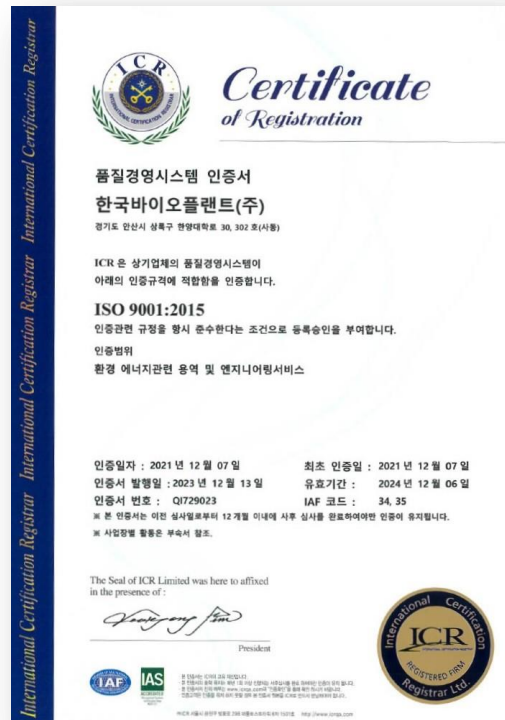 International Certification Registrar International Certification Registrar International Certification Registrar International Certification Registrar
ICR
INTERNATIONAL CERTIFICATION REGISTRAR
Certificate
of Registration
품질경영시스템 인증서
한국바이오플랜트(주)
경기도 안산시 상록구 한양대학로 30, 302 호(사동)
ICR 은 상기업체의 품질경영시스템이
아래의 인증규격에 적합함을 인증합니다.
ISO 9001:2015
인증관련 규정을 항시 준수한다는 조건으로 등록승인을 부여합니다.
인증범위
환경 에너지관련 용역 및 엔지니어링서비스
인증일자 : 2021 년 12 월 07 일 최초 인증일 : 2021 년 12 월 07 일
인증서 발행일 : 2023 년 12 월 13 일 유효기간 : 2024 년 12 월 06 일
인증서 번호 : QI729023 IAF 코드 : 34, 35
※ 본 인증서는 이전 심사일로부터 12 개월 이내에 사후 심사를 완료하여야만 인증이 유지됩니다.
※ 사업장별 활동은 부속서 참조.
The Seal of ICR Limited was here to affixed
in the presence of :
President
IAF
IAS
International Certification
ICR
REGISTERED FIRM
Registrar Ltd.